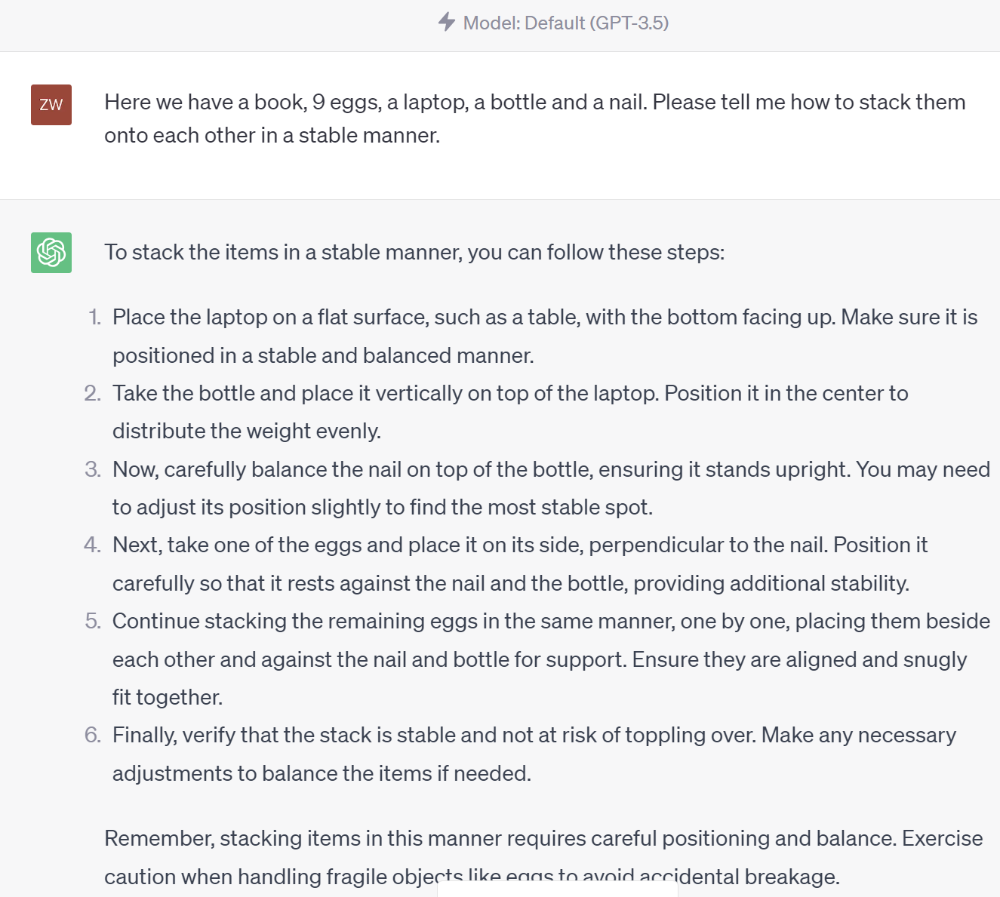 Model: Default (GPT-3.5)
ZW
Here we have a book, 9 eggs, a laptop, a bottle and a nail. Please tell me how to stack them
onto each other in a stable manner.
To stack the items in a stable manner, you can follow these steps:
1. Place the laptop on a flat surface, such as a table, with the bottom facing up. Make sure it is
positioned in a stable and balanced manner.
2. Take the bottle and place it vertically on top of the laptop. Position it in the center to
distribute the weight evenly.
3. Now, carefully balance the nail on top of the bottle, ensuring it stands upright. You may need
to adjust its position slightly to find the most stable spot.
4. Next, take one of the eggs and place it on its side, perpendicular to the nail. Position it
carefully so that it rests against the nail and the bottle, providing additional stability.
5. Continue stacking the remaining eggs in the same manner, one by one, placing them beside
each other and against the nail and bottle for support. Ensure they are aligned and snugly
fit together.
6. Finally, verify that the stack is stable and not at risk of toppling over. Make any necessary
adjustments to balance the items if needed.
Remember, stacking items in this manner requires careful positioning and balance. Exercise
caution when handling fragile objects like eggs to avoid accidental breakage.